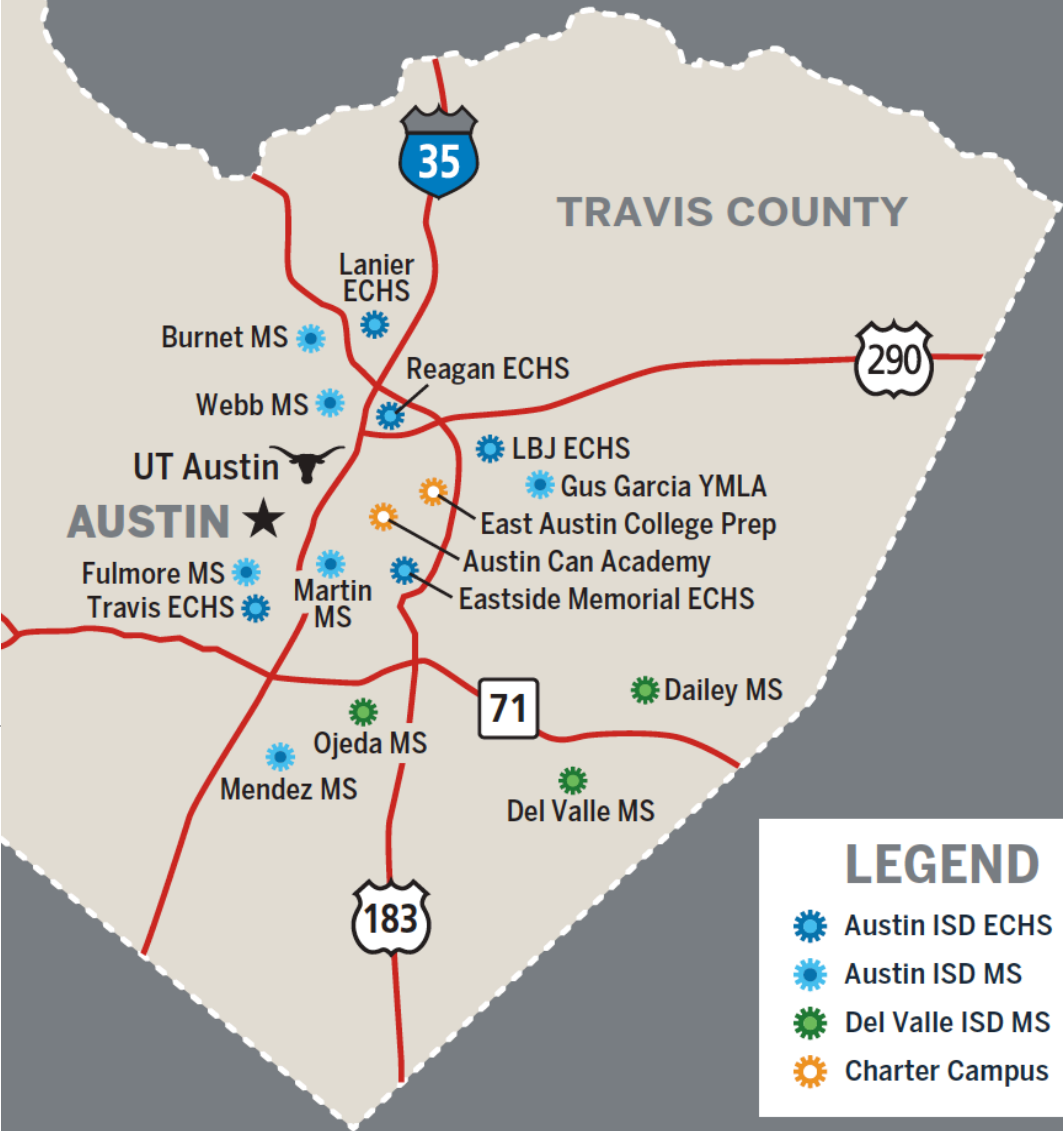 35
TRAVIS COUNTY
Lanier
ECHS
Burnet MS
290
Reagan ECHS
Webb MS
LBJ ECHS
UT Austin
Gus Garcia YMLA
AUSTIN
East Austin College Prep
Austin Can Academy
Fulmore MS
Martin
MS
Travis ECHS
Eastside Memorial ECHS
Dailey MS
71
Ojeda MS
Mendez MS
Del Valle MS
183
LEGEND
Austin ISD ECHS
Austin ISD MS
Del Valle ISD MS
Charter Campus